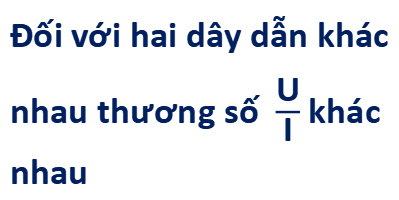 Đối với hai dây dẫn khác
nhau thương số U/I khác
nhau